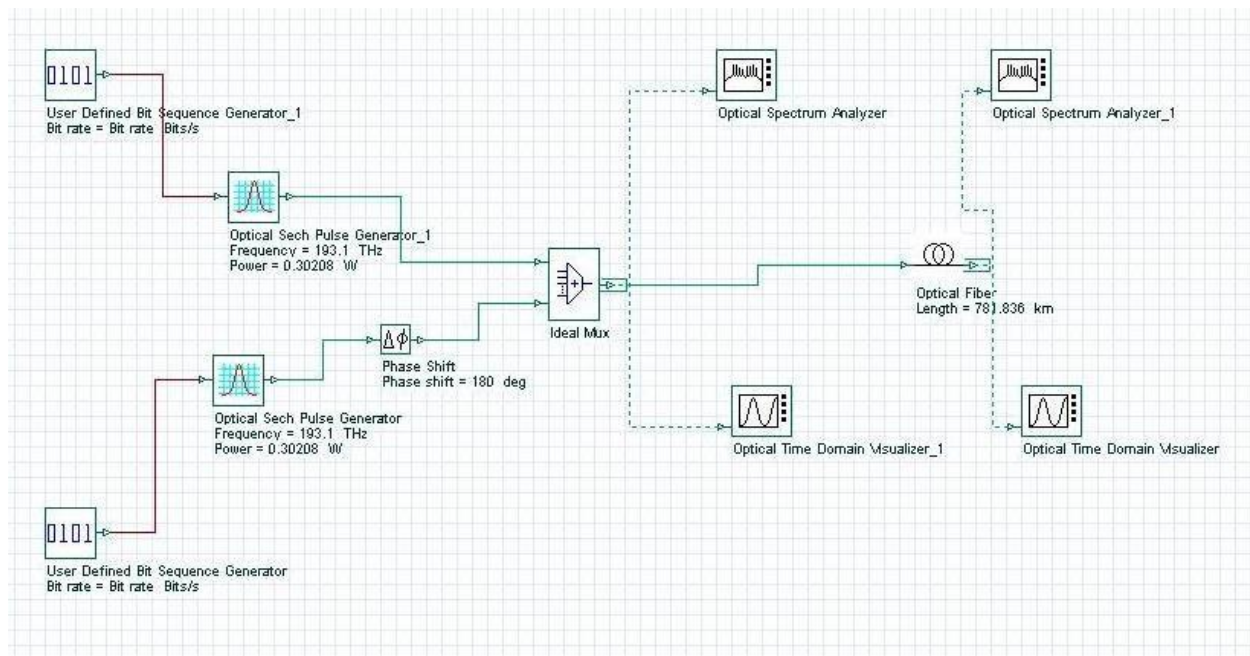 0101
User Defined Bit Sequence Generator_1
Bit rate = Bit rate Bits/s
Optical Spectrum Analyzer
Optical Spectrum Analyzer_1
Optical Sech Pulse Generator_1
Frequency = 193.1 THz
Power = 0.30208 W
Ideal Mux
Optical Fiber
Length = 781.836 km
ΔΦ
Phase Shift
Phase shift = 180 deg
Optical Sech Pulse Generator
Frequency = 193.1 THz
Power = 0.30208 W
Optical Time Domain Visualizer_1
Optical Time Domain Visualizer
0101
User Defined Bit Sequence Generator
Bit rate = Bit rate Bits/s